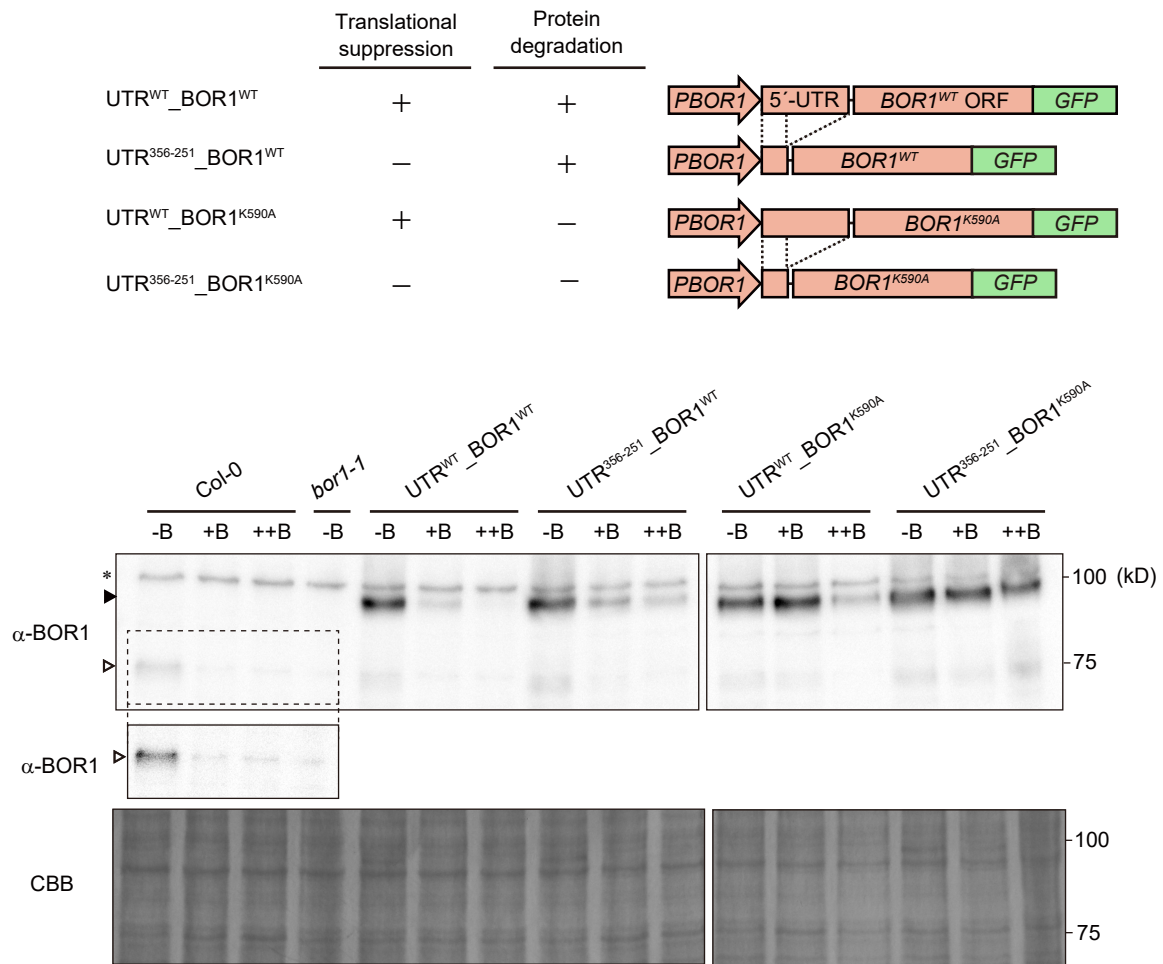 Translational suppression
Protein degradation
UTR^WT_BOR1^WT + + PBOR1 5´-UTR BOR1^WT ORF GFP
UTR^356-251_BOR1^WT – + PBOR1 BOR1^WT GFP
UTR^WT_BOR1^K590A + – PBOR1 BOR1^K590A GFP
UTR^356-251_BOR1^K590A – – PBOR1 BOR1^K590A GFP
Col-0 bor1-1 UTR^WT_BOR1^WT UTR^356-251_BOR1^WT UTR^WT_BOR1^K590A UTR^356-251_BOR1^K590A
-B +B ++B -B -B +B ++B -B +B ++B -B +B ++B -B +B ++B
* 100 (kD)
α-BOR1
75
α-BOR1
100
CBB
75